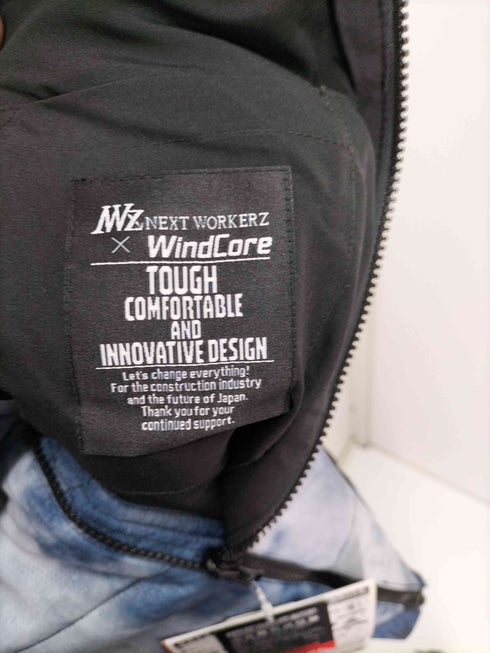 NWZ NEXT WORKERZ
× WindCore
TOUGH
COMFORTABLE
AND
INNOVATIVE DESIGN
Let's change everything!
For the construction industry
and the future of Japan.
Thank you for your
continued support.